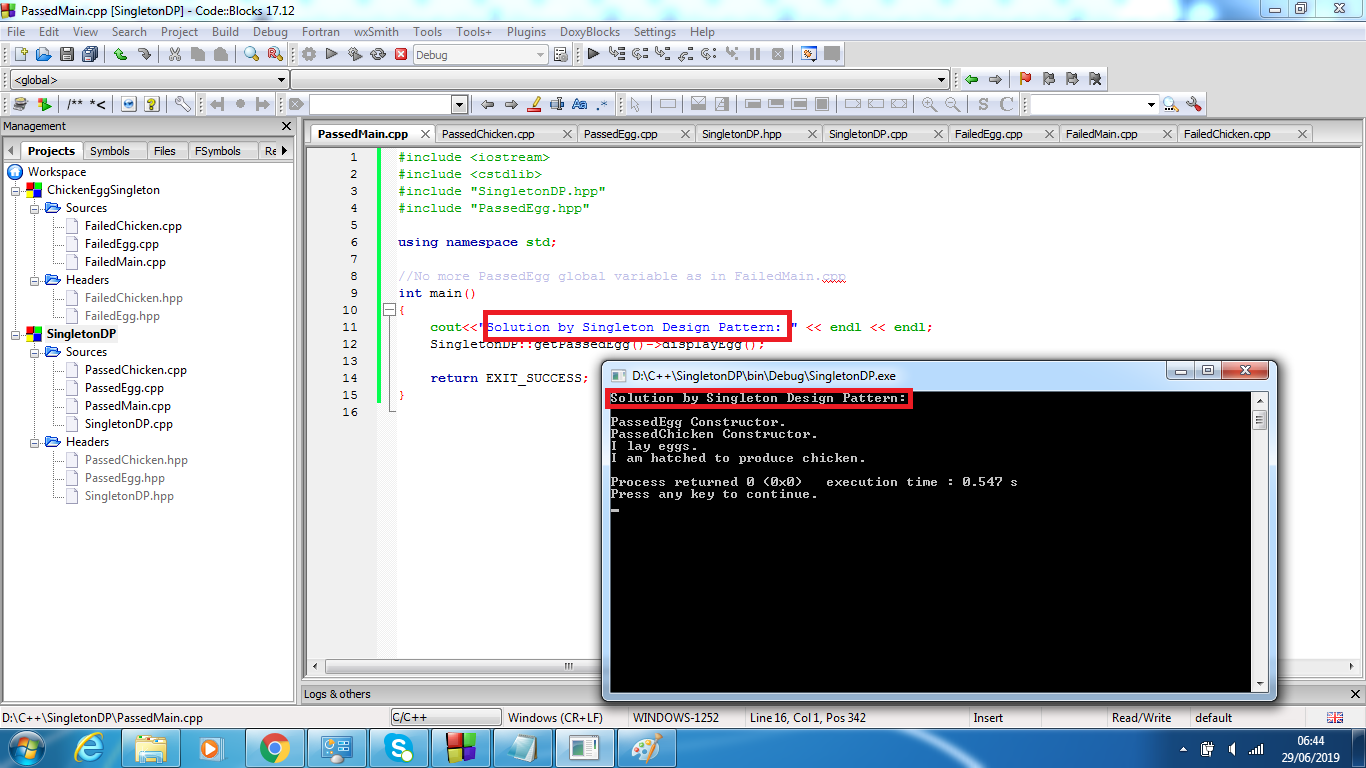 PassedMain.cpp [SingletonDP] - Code::Blocks 17.12
File Edit View Search Project Build Debug Fortran wxSmith Tools Tools+ Plugins DoxyBlocks Settings Help
Debug
<global>
/** *<
Aa .*
S C
Management
Projects Symbols Files FSymbols Re
Workspace
ChickenEggSingleton
Sources
FailedChicken.cpp
FailedEgg.cpp
FailedMain.cpp
Headers
FailedChicken.hpp
FailedEgg.hpp
SingletonDP
Sources
PassedChicken.cpp
PassedEgg.cpp
PassedMain.cpp
SingletonDP.cpp
Headers
PassedChicken.hpp
PassedEgg.hpp
SingletonDP.hpp
PassedMain.cpp PassedChicken.cpp PassedEgg.cpp SingletonDP.hpp SingletonDP.cpp FailedEgg.cpp FailedMain.cpp FailedChicken.cpp
1 #include <iostream>
2 #include <cstdlib>
3 #include "SingletonDP.hpp"
4 #include "PassedEgg.hpp"
5
6 using namespace std;
7
8 //No more PassedEgg global variable as in FailedMain.cpp
9 int main()
10 {
11 cout<<"Solution by Singleton Design Pattern: " << endl << endl;
12 SingletonDP::getPassedEgg()->displayEgg();
13
14 return EXIT_SUCCESS;
15 }
16
D:\C++\SingletonDP\bin\Debug\SingletonDP.exe
Solution by Singleton Design Pattern:
PassedEgg Constructor.
PassedChicken Constructor.
I lay eggs.
I am hatched to produce chicken.
Process returned 0 (0x0) execution time : 0.547 s
Press any key to continue.
Logs & others
D:\C++\SingletonDP\PassedMain.cpp C/C++ Windows (CR+LF) WINDOWS-1252 Line 16, Col 1, Pos 342 Insert Read/Write default
06:44
29/06/2019